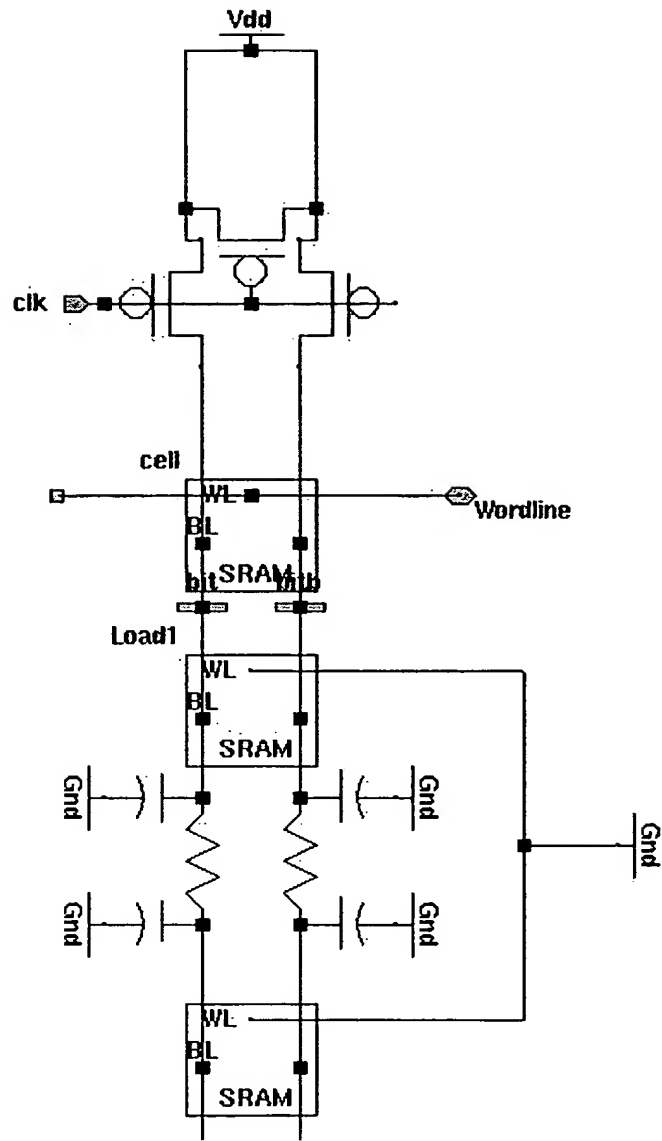 Vdd
clk
cell
WL
Wordline
BL
SRAM
bit bitb
Load1
WL
BL
SRAM
Gnd Gnd
Gnd
Gnd Gnd
WL
BL
SRAM